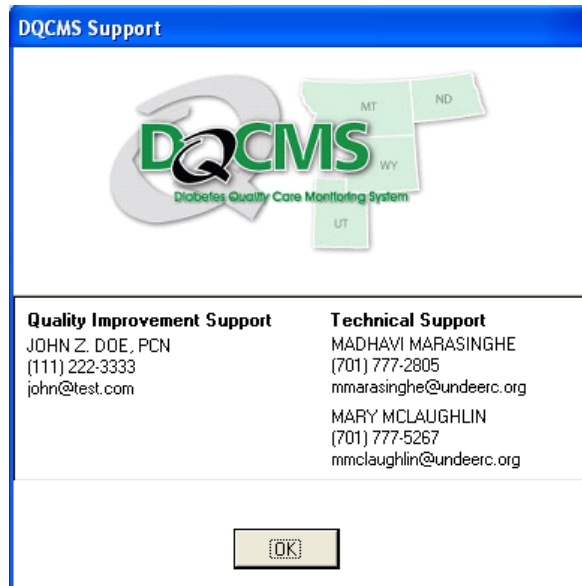 DQCMS Support
MT
ND
DQCMS
WY
Diabetes Quality Care Monitoring System
UT
Quality Improvement Support
JOHN Z. DOE, PCN
(111) 222-3333
john@test.com
Technical Support
MADHAVI MARASINGHE
(701) 777-2805
mmarasinghe@undeerc.org
MARY MCLAUGHLIN
(701) 777-5267
mmclaughlin@undeerc.org
OK